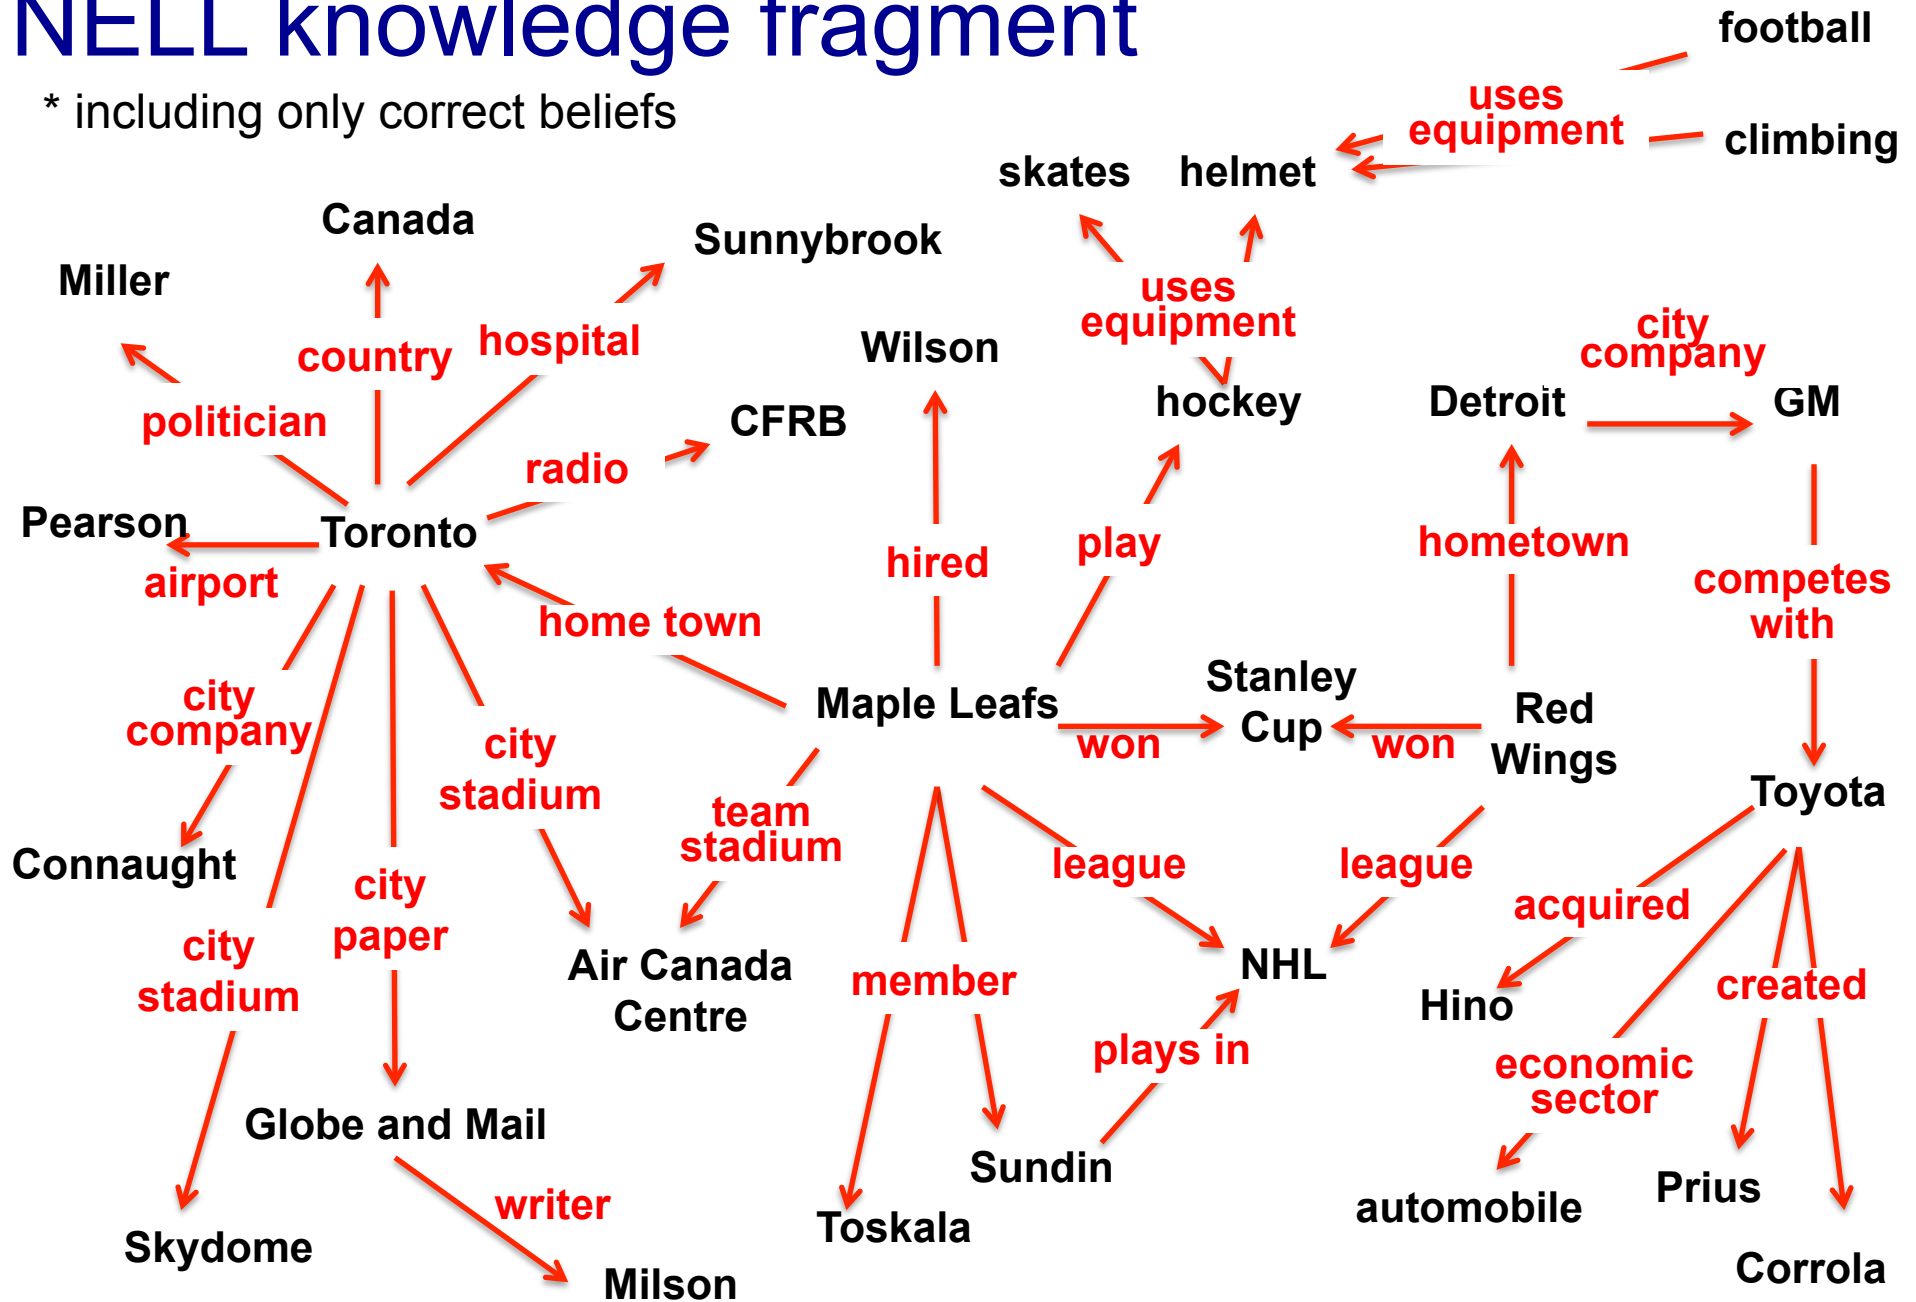 NELL knowledge fragment
* including only correct beliefs
football
uses
equipment
climbing
skates
helmet
Canada
Sunnybrook
Miller
uses
equipment
country
hospital
Wilson
city
company
politician
CFRB
hockey
Detroit
GM
radio
Pearson
Toronto
airport
hired
play
hometown
competes
with
home town
city
company
Maple Leafs
Stanley
Cup
won
won
Red
Wings
city
stadium
team
stadium
Toyota
Connaught
city
paper
league
league
acquired
city
stadium
Air Canada
Centre
member
NHL
Hino
created
plays in
economic
sector
Globe and Mail
Sundin
Prius
automobile
writer
Toskala
Skydome
Milson
Corrola